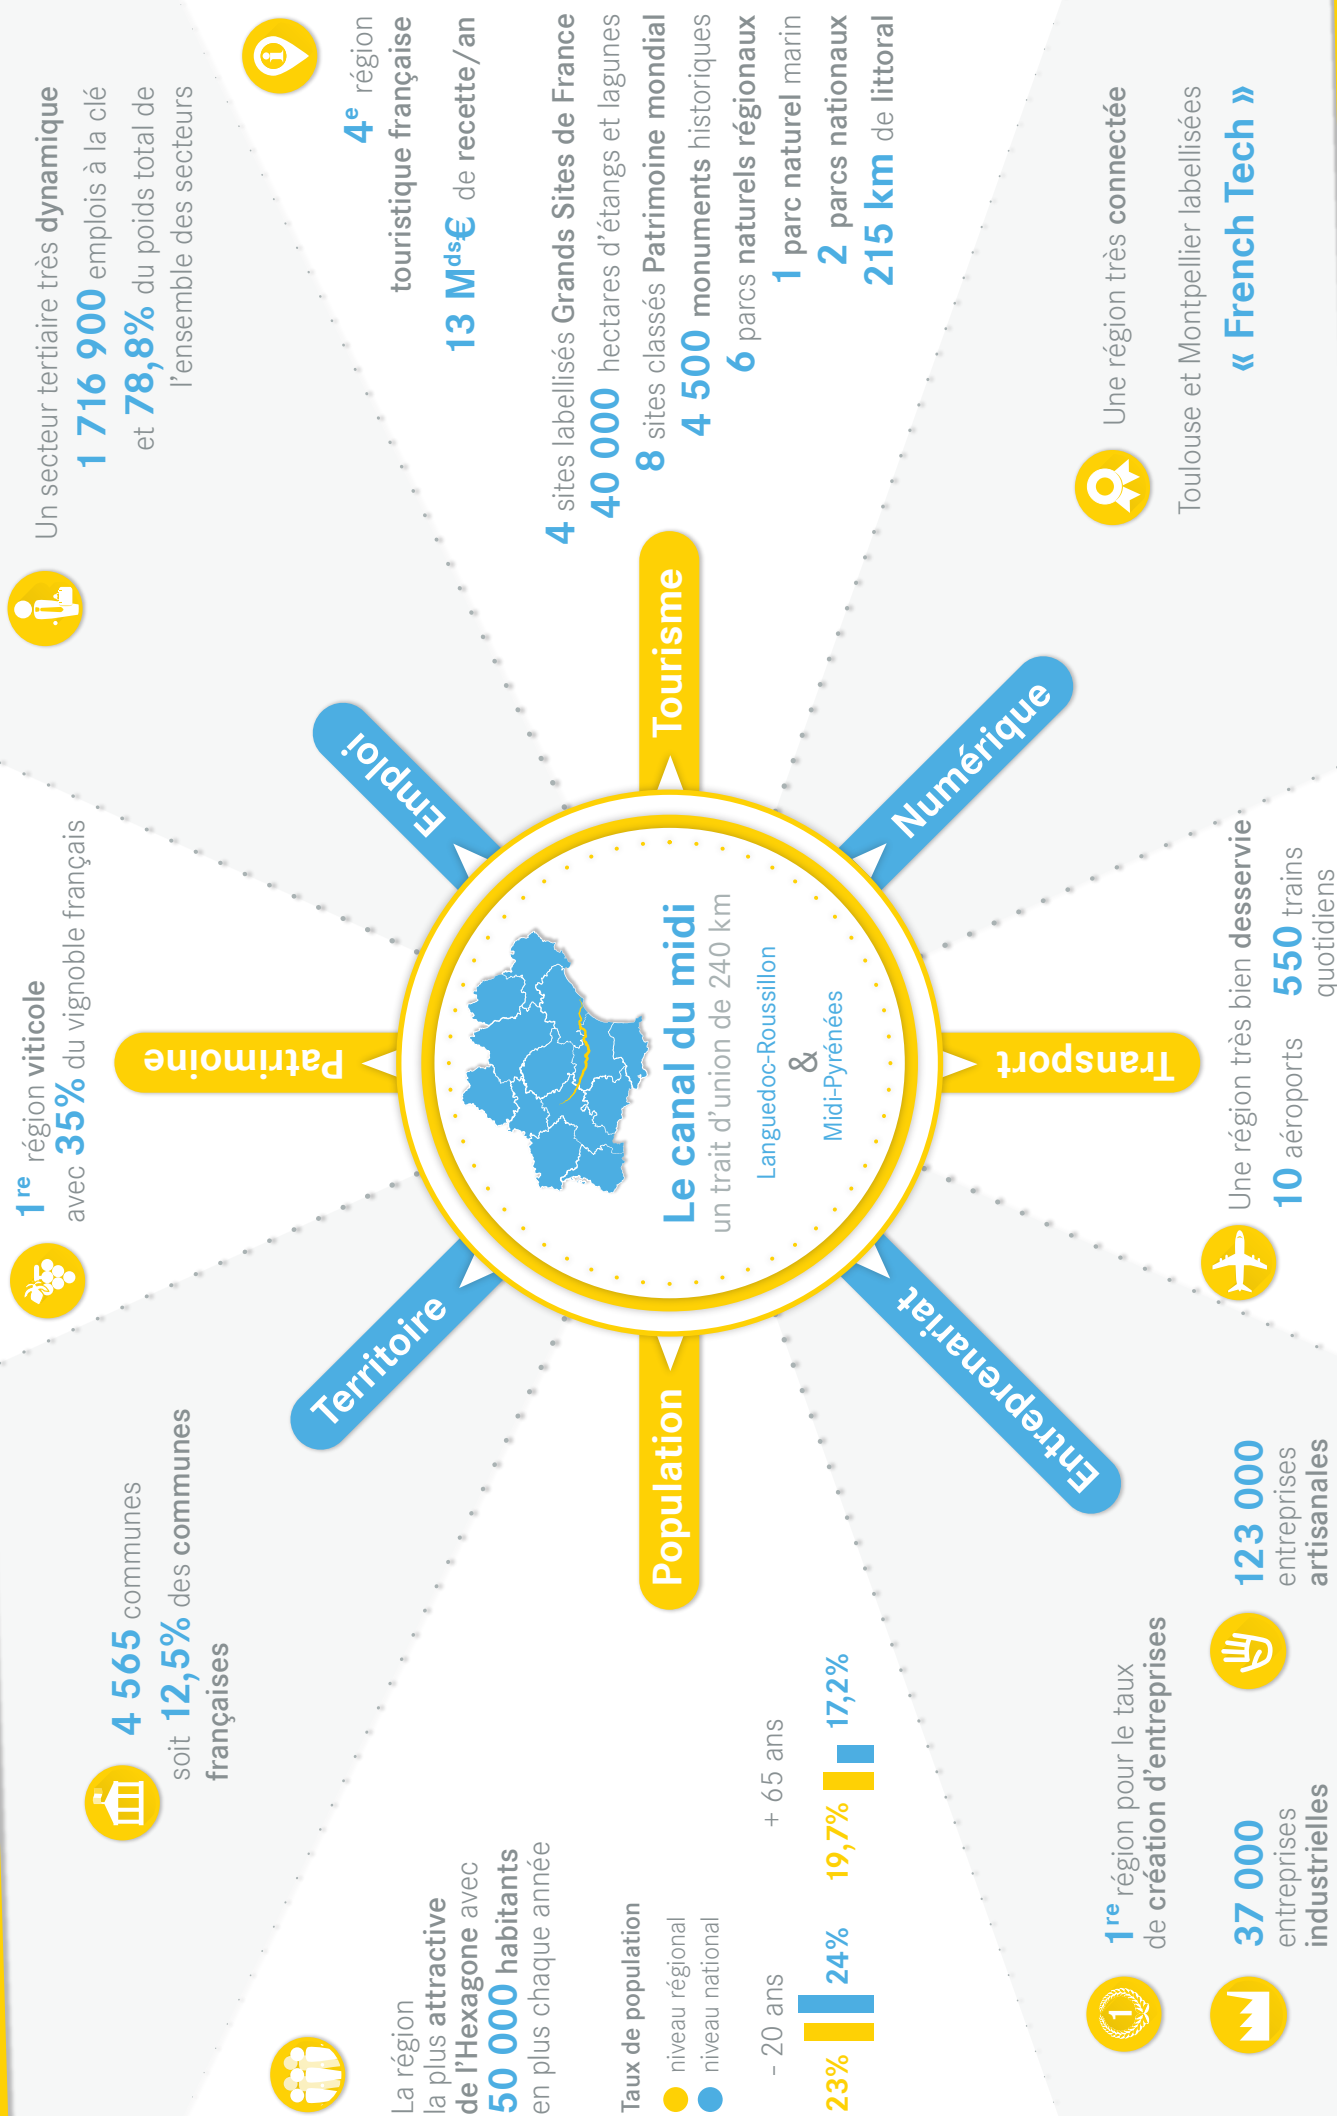 La région
la plus attractive
de l'Hexagone avec
50 000 habitants
en plus chaque année
Taux de population
niveau régional
niveau national
- 20 ans
23%
24%
+ 65 ans
19,7%
17,2%
Population
4 565 communes
soit 12,5% des communes
françaises
Territoire
1re région viticole
avec 35% du vignoble français
Patrimoine
Un secteur tertiaire très dynamique
1 716 900 emplois à la clé
et 78,8% du poids total de
l'ensemble des secteurs
Emploi
4e région
touristique française
13 Mds€ de recette/an
4 sites labellisés Grands Sites de France
40 000 hectares d'étangs et lagunes
8 sites classés Patrimoine mondial
4 500 monuments historiques
6 parcs naturels régionaux
1 parc naturel marin
2 parcs nationaux
215 km de littoral
Tourisme
Le canal du midi
un trait d'union de 240 km
Languedoc-Roussillon
&
Midi-Pyrénées
Numérique
Une région très connectée
Toulouse et Montpellier labellisées
« French Tech »
Transport
Une région très bien desservie
10 aéroports
550 trains
quotidiens
Entreprenariat
1re région pour le taux
de création d'entreprises
1
37 000
entreprises
industrielles
123 000
entreprises
artisanales